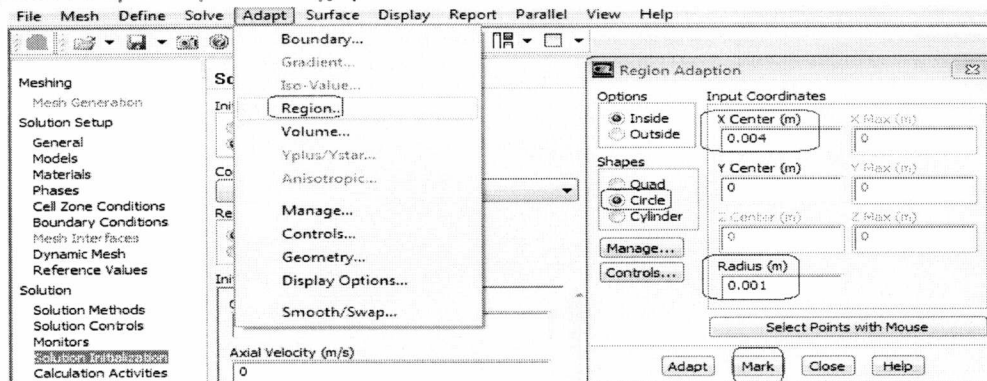 File Mesh Define Solve Adapt Surface Display Report Parallel View Help
Meshing
Mesh Generation
Solution Setup
General
Models
Materials
Phases
Cell Zone Conditions
Boundary Conditions
Mesh Interfaces
Dynamic Mesh
Reference Values
Solution
Solution Methods
Solution Controls
Monitors
Solution Initialization
Calculation Activities
Boundary...
Gradient...
Iso-Value...
Region...
Volume...
Yplus/Ystar...
Anisotropic...
Manage...
Controls...
Geometry...
Display Options...
Smooth/Swap...
Axial Velocity (m/s)
0
Region Adaption
Options
Inside
Outside
Shapes
Quad
Circle
Cylinder
Manage...
Controls...
Input Coordinates
X Center (m) X Max (m)
0.004 0
Y Center (m) Y Max (m)
0 0
Z Center (m) Z Max (m)
0 0
Radius (m)
0.001
Select Points with Mouse
Adapt Mark Close Help